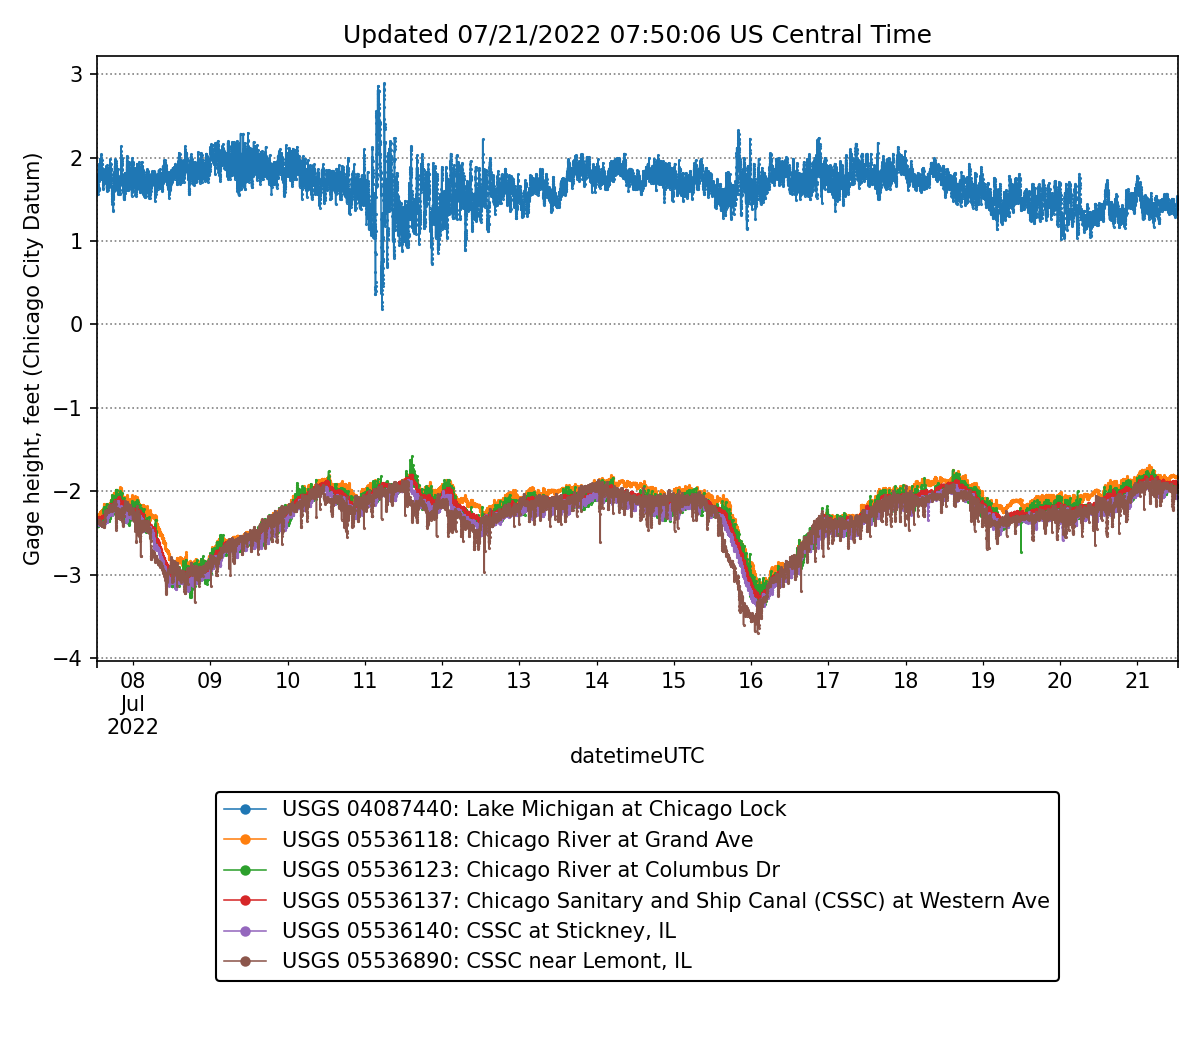 Updated 07/21/2022 07:50:06 US Central Time
Gage height, feet (Chicago City Datum)
3
2
1
0
−1
−2
−3
−4
08 09 10 11 12 13 14 15 16 17 18 19 20 21
Jul
2022
datetimeUTC
USGS 04087440: Lake Michigan at Chicago Lock
USGS 05536118: Chicago River at Grand Ave
USGS 05536123: Chicago River at Columbus Dr
USGS 05536137: Chicago Sanitary and Ship Canal (CSSC) at Western Ave
USGS 05536140: CSSC at Stickney, IL
USGS 05536890: CSSC near Lemont, IL